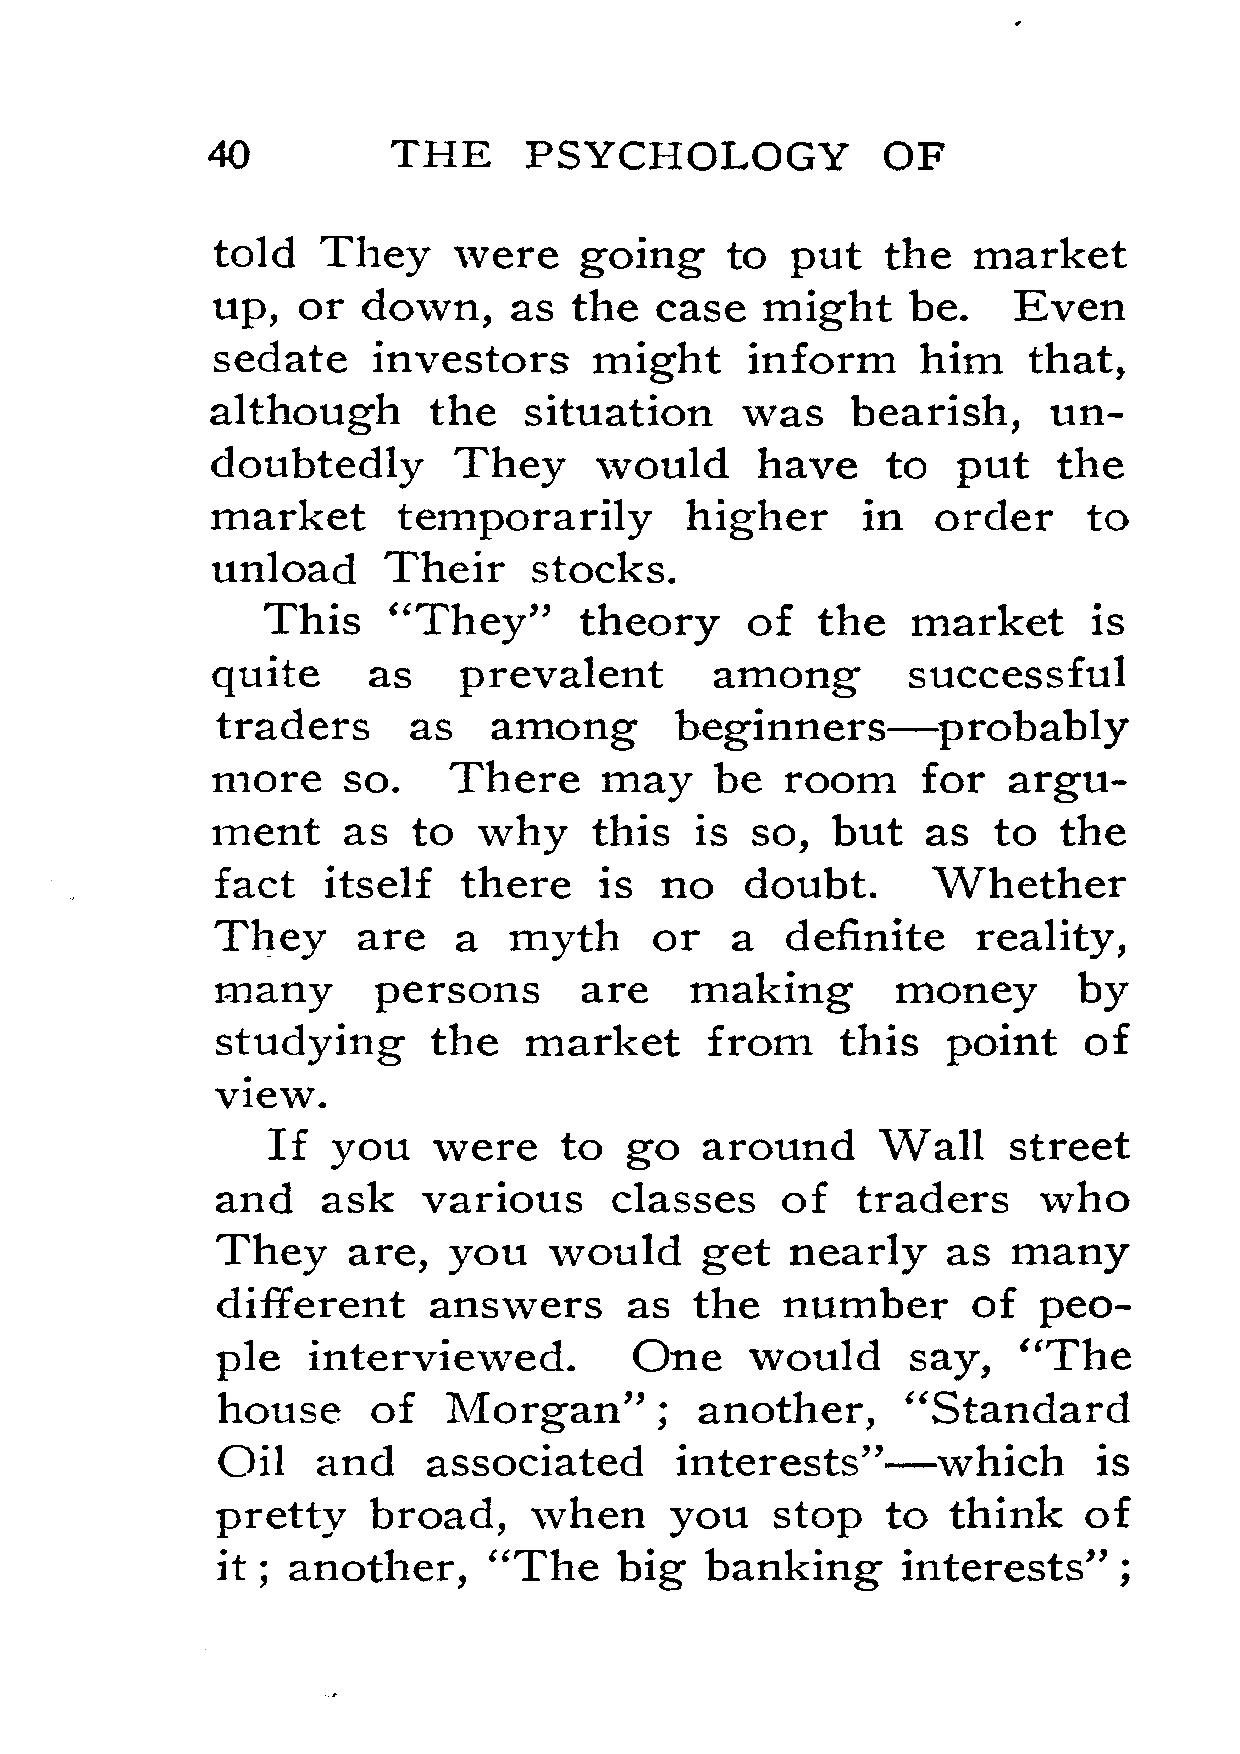 40 THE PSYCHOLOGY OF
told They were going to put the market
up, or down, as the case might be. Even
sedate investors might inform him that,
although the situation was bearish, un-
doubtedly They would have to put the
market temporarily higher in order to
unload Their stocks.
This “They” theory of the market is
quite as prevalent among successful
traders as among beginners—probably
more so. There may be room for argu-
ment as to why this is so, but as to the
fact itself there is no doubt. Whether
They are a myth or a definite reality,
many persons are making money by
studying the market from this point of
view.
If you were to go around Wall street
and ask various classes of traders who
They are, you would get nearly as many
different answers as the number of peo-
ple interviewed. One would say, “The
house of Morgan”; another, “Standard
Oil and associated interests”—which is
pretty broad, when you stop to think of
it; another, “The big banking interests”;